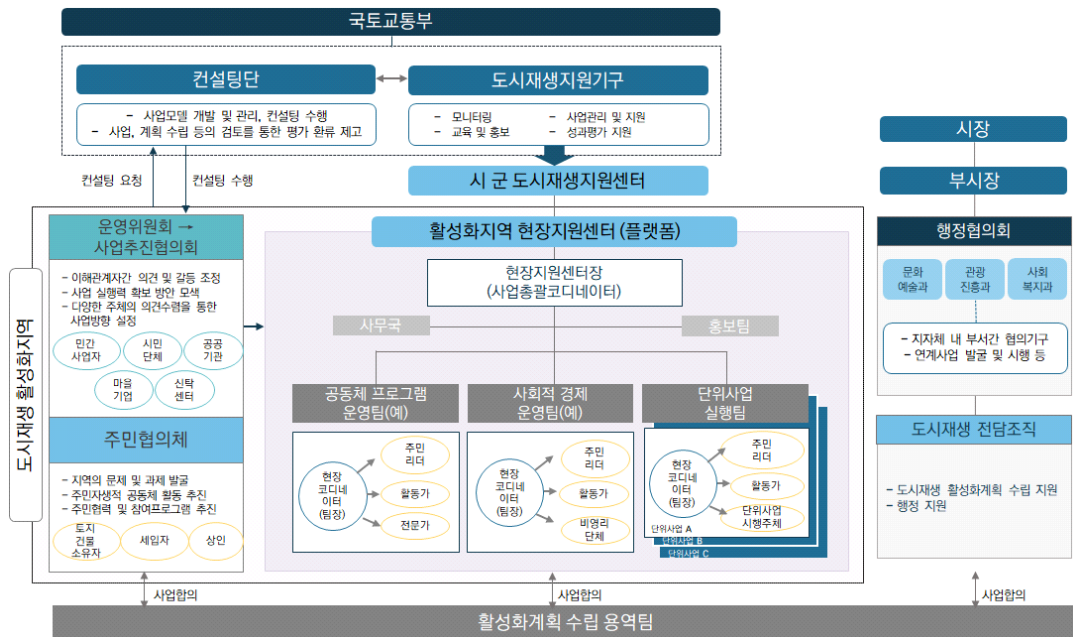 국토교통부
컨설팅단
도시재생지원기구
- 사업모델 개발 및 관리, 컨설팅 수행
- 사업, 계획 수립 등의 검토를 통한 평가 환류 제고
- 모니터링
- 교육 및 홍보
- 사업관리 및 지원
- 성과평가 지원
컨설팅 요청
컨설팅 수행
시 군 도시재생지원센터
시장
부시장
도시재생 활성화지역
운영위원회 →
사업추진협의회
- 이해관계자간 의견 및 갈등 조정
- 사업 실행력 확보 방안 모색
- 다양한 주체의 의견수렴을 통한
사업방향 설정
민간
사업자
시민
단체
공공
기관
마을
기업
신탁
센터
주민협의체
- 지역의 문제 및 과제 발굴
- 주민자생적 공동체 활동 추진
- 주민협력 및 참여프로그램 추진
토지
건물
소유자
세입자
상인
활성화지역 현장지원센터 (플랫폼)
현장지원센터장
(사업총괄코디네이터)
사무국
홍보팀
공동체 프로그램
운영팀(예)
현장
코디네
이터
(팀장)
주민
리더
활동가
전문가
사회적 경제
운영팀(예)
현장
코디네
이터
(팀장)
주민
리더
활동가
비영리
단체
단위사업
실행팀
현장
코디네
이터
(팀장)
주민
리더
활동가
단위사업
시행주체
단위사업 A
단위사업 B
단위사업 C
행정협의회
문화
예술과
관광
진흥과
사회
복지과
- 지자체 내 부서간 협의기구
- 연계사업 발굴 및 시행 등
도시재생 전담조직
- 도시재생 활성화계획 수립 지원
- 행정 지원
사업합의
사업합의
사업합의
활성화계획 수립 용역팀